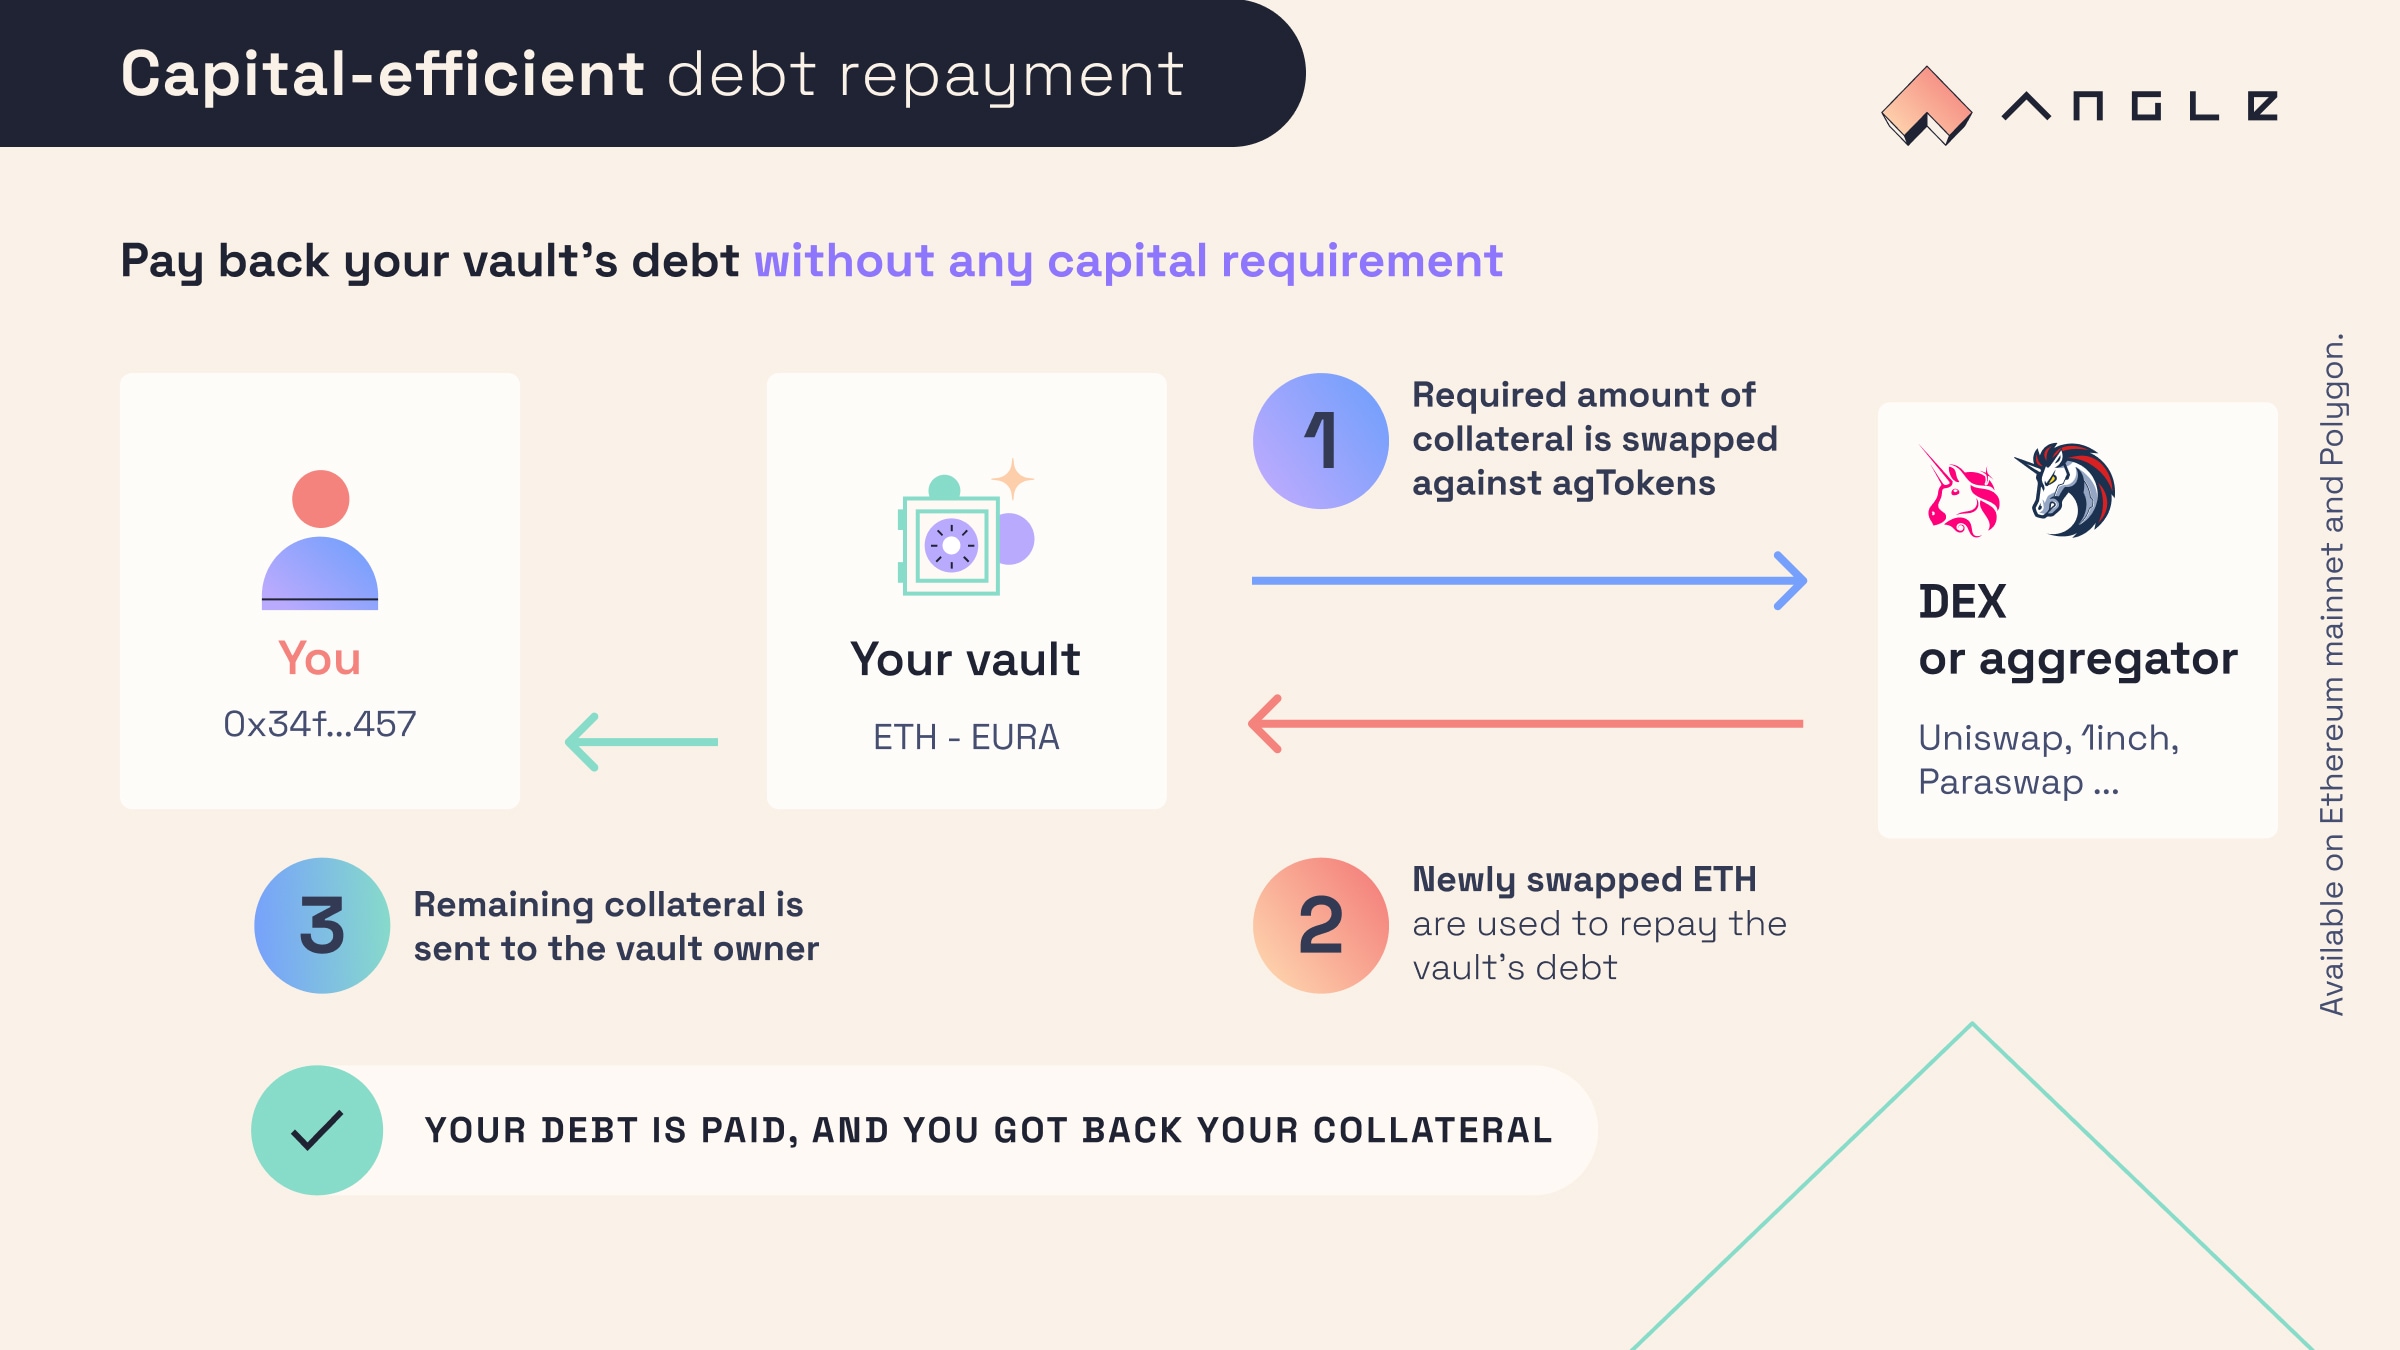 Capital-efficient debt repayment
ANGLE
Pay back your vault’s debt without any capital requirement
You
0x34f...457
Your vault
ETH - EURA
1
Required amount of
collateral is swapped
against agTokens
DEX
or aggregator
Uniswap, 1inch,
Paraswap ...
Available on Ethereum mainnet and Polygon.
2
Newly swapped ETH
are used to repay the
vault’s debt
3
Remaining collateral is
sent to the vault owner
YOUR DEBT IS PAID, AND YOU GOT BACK YOUR COLLATERAL